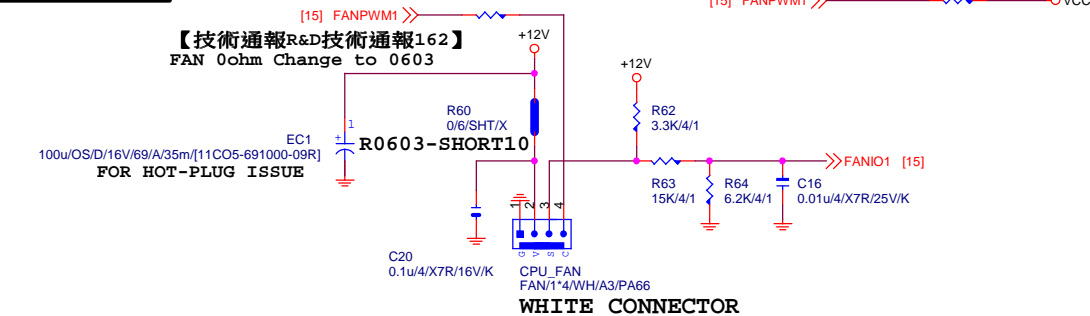 [15] FANPWM1
[15] FANPWM1
VCC
【技術通報R&D技術通報162】
FAN 0ohm Change to 0603
+12V
+12V
R60
0/6/SHT/X
R0603-SHORT10
R62
3.3K/4/1
1
+
EC1
100u/OS/D/16V/69/A/35m/[11CO5-691000-09R]
FOR HOT-PLUG ISSUE
FANIO1 [15]
R63
15K/4/1
R64
6.2K/4/1
C16
0.01u/4/X7R/25V/K
1 2 3 4
G V S C
C20
0.1u/4/X7R/16V/K
CPU_FAN
FAN/1*4/WH/A3/PA66
WHITE CONNECTOR